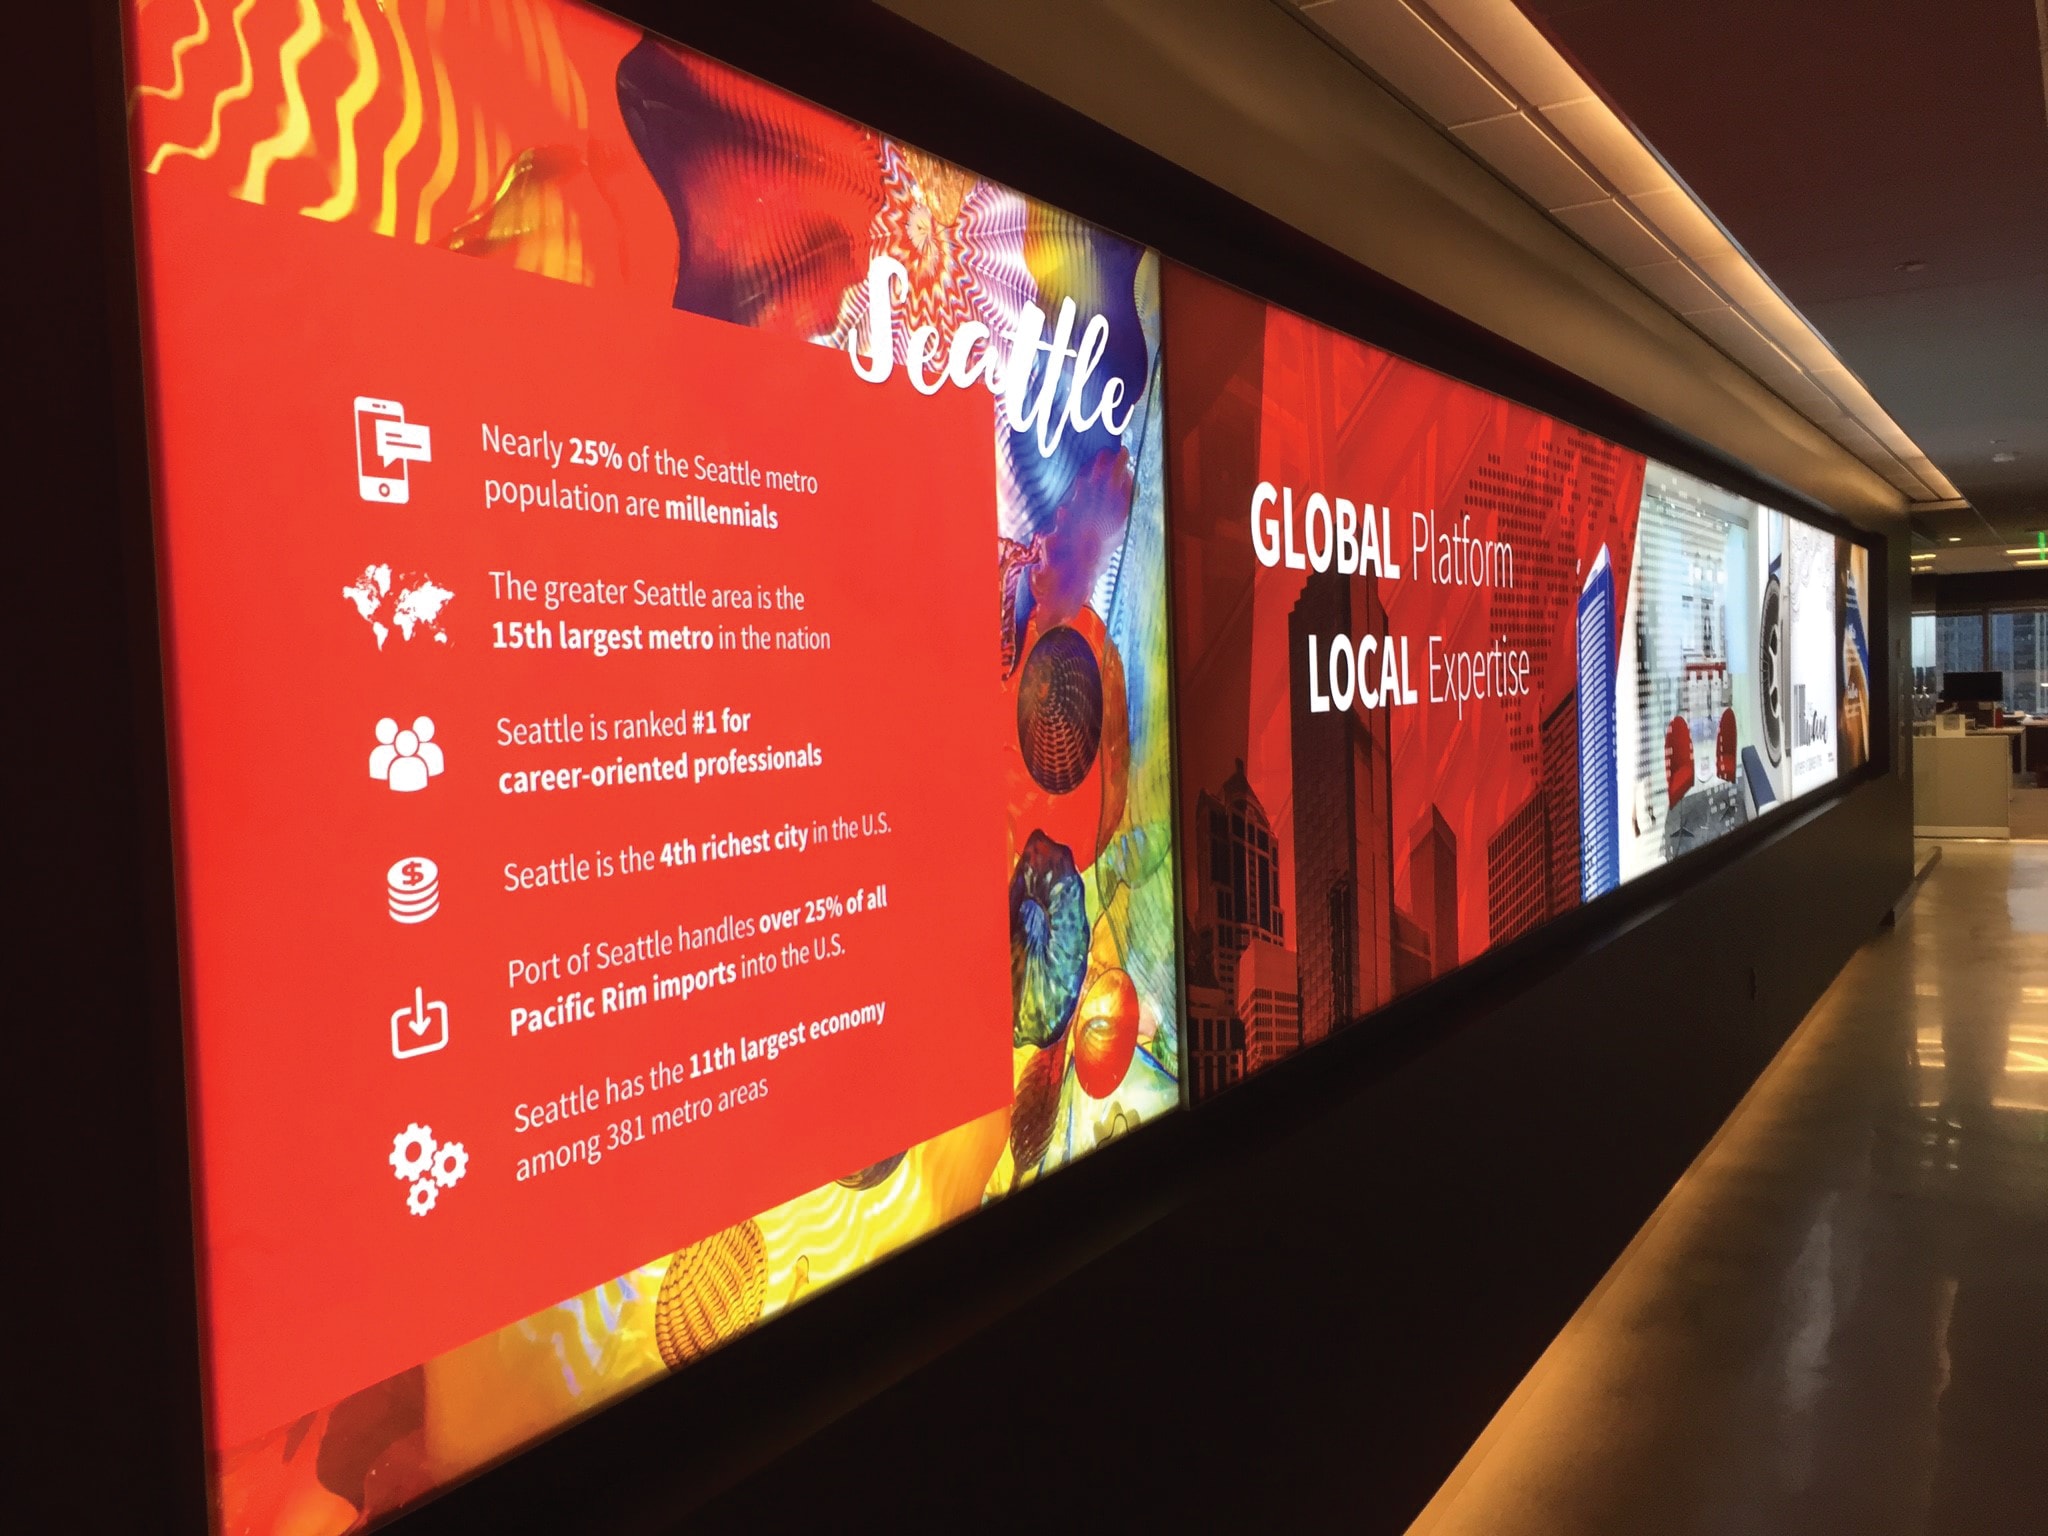 Seattle
Nearly 25% of the Seattle metro
population are millennials
The greater Seattle area is the
15th largest metro in the nation
Seattle is ranked #1 for
career-oriented professionals
Seattle is the 4th richest city in the U.S.
Port of Seattle handles over 25% of all
Pacific Rim imports into the U.S.
Seattle has the 11th largest economy
among 381 metro areas
GLOBAL Platform
LOCAL Expertise